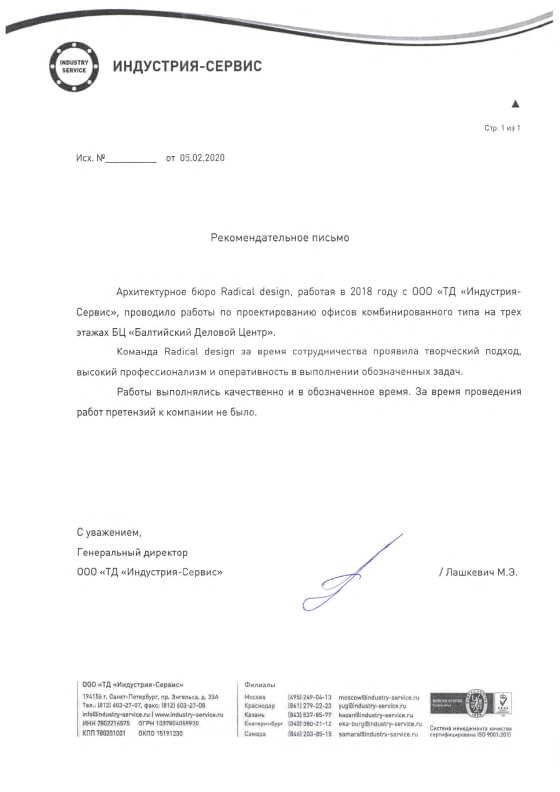 INDUSTRY
SERVICE
ИНДУСТРИЯ-СЕРВИС
Стр. 1 из 1
Исх. №__________ от 05.02.2020
Рекомендательное письмо
Архитектурное бюро Radical design, работая в 2018 году с ООО «ТД «Индустрия-
Сервис», проводило работы по проектированию офисов комбинированного типа на трех
этажах БЦ «Балтийский Деловой Центр».
Команда Radical design за время сотрудничества проявила творческий подход,
высокий профессионализм и оперативность в выполнении обозначенных задач.
Работы выполнялись качественно и в обозначенное время. За время проведения
работ претензий к компании не было.
С уважением,
Генеральный директор
ООО «ТД «Индустрия-Сервис»
/ Лашкевич М.Э.
ООО «ТД «Индустрия-Сервис»
194156 г. Санкт-Петербург, пр. Энгельса, д. 33А
Тел.: (812) 603-27-07, факс: (812) 603-27-08
info@industry-service.ru | www.industry-service.ru
ИНН 7802216575 ОГРН 1037804059930
КПП 780201001 ОКПО 15191230
Филиалы
Москва (495) 249-04-13 moscow@industry-service.ru
Краснодар (861) 279-22-23 yug@industry-service.ru
Казань (843) 537-85-77 kazan@industry-service.ru
Екатеринбург (343) 380-21-12 eka-burg@industry-service.ru
Самара (846) 203-85-15 samara@industry-service.ru
Система менеджмента качества
сертифицирована ISO 9001:2011